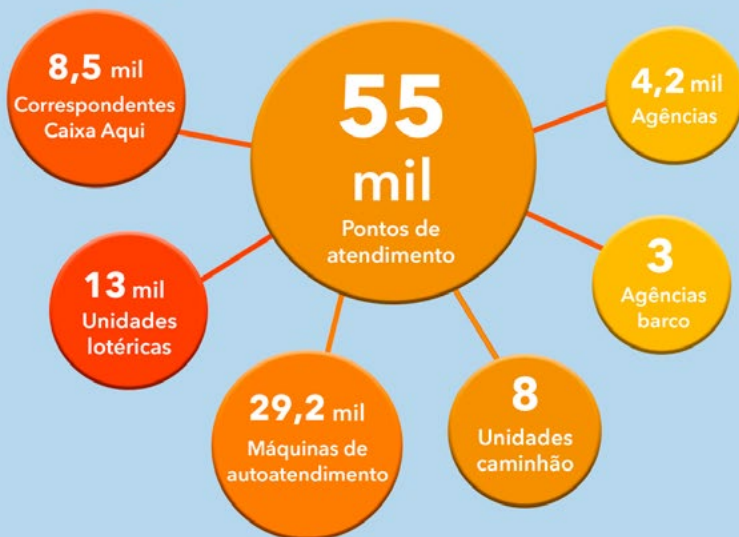 8,5 mil
Correspondentes
Caixa Aqui
55
mil
Pontos de
atendimento
4,2 mil
Agências
3
Agências
barco
13 mil
Unidades
lotéricas
29,2 mil
Máquinas de
autoatendimento
8
Unidades
caminhão